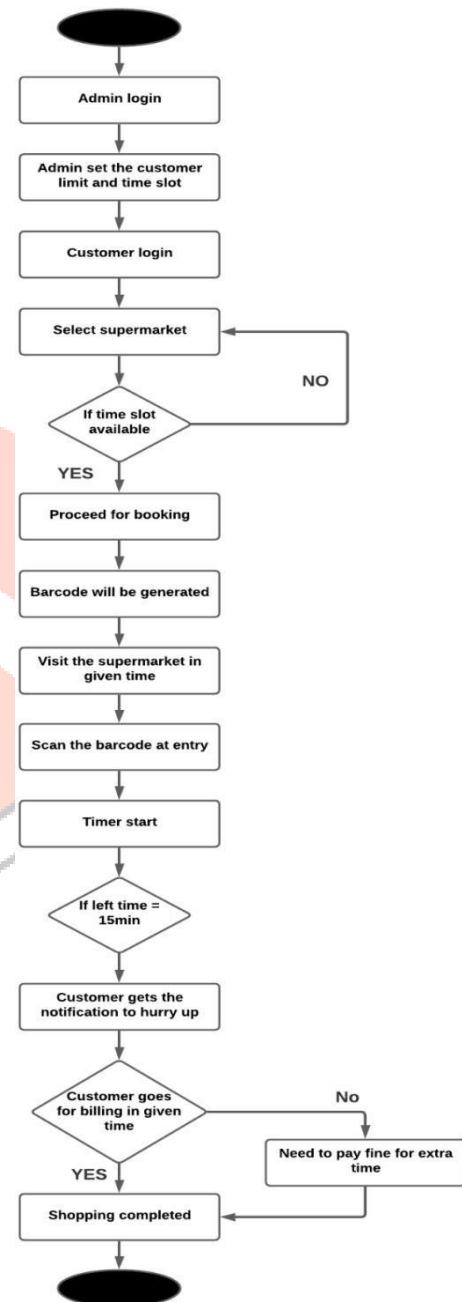 Admin login
Admin set the customer
limit and time slot
Customer login
Select supermarket
NO
If time slot
available
YES
Proceed for booking
Barcode will be generated
Visit the supermarket in
given time
Scan the barcode at entry
Timer start
If left time =
15min
Customer gets the
notification to hurry up
Customer goes
for billing in given
time
No
Need to pay fine for extra
time
YES
Shopping completed